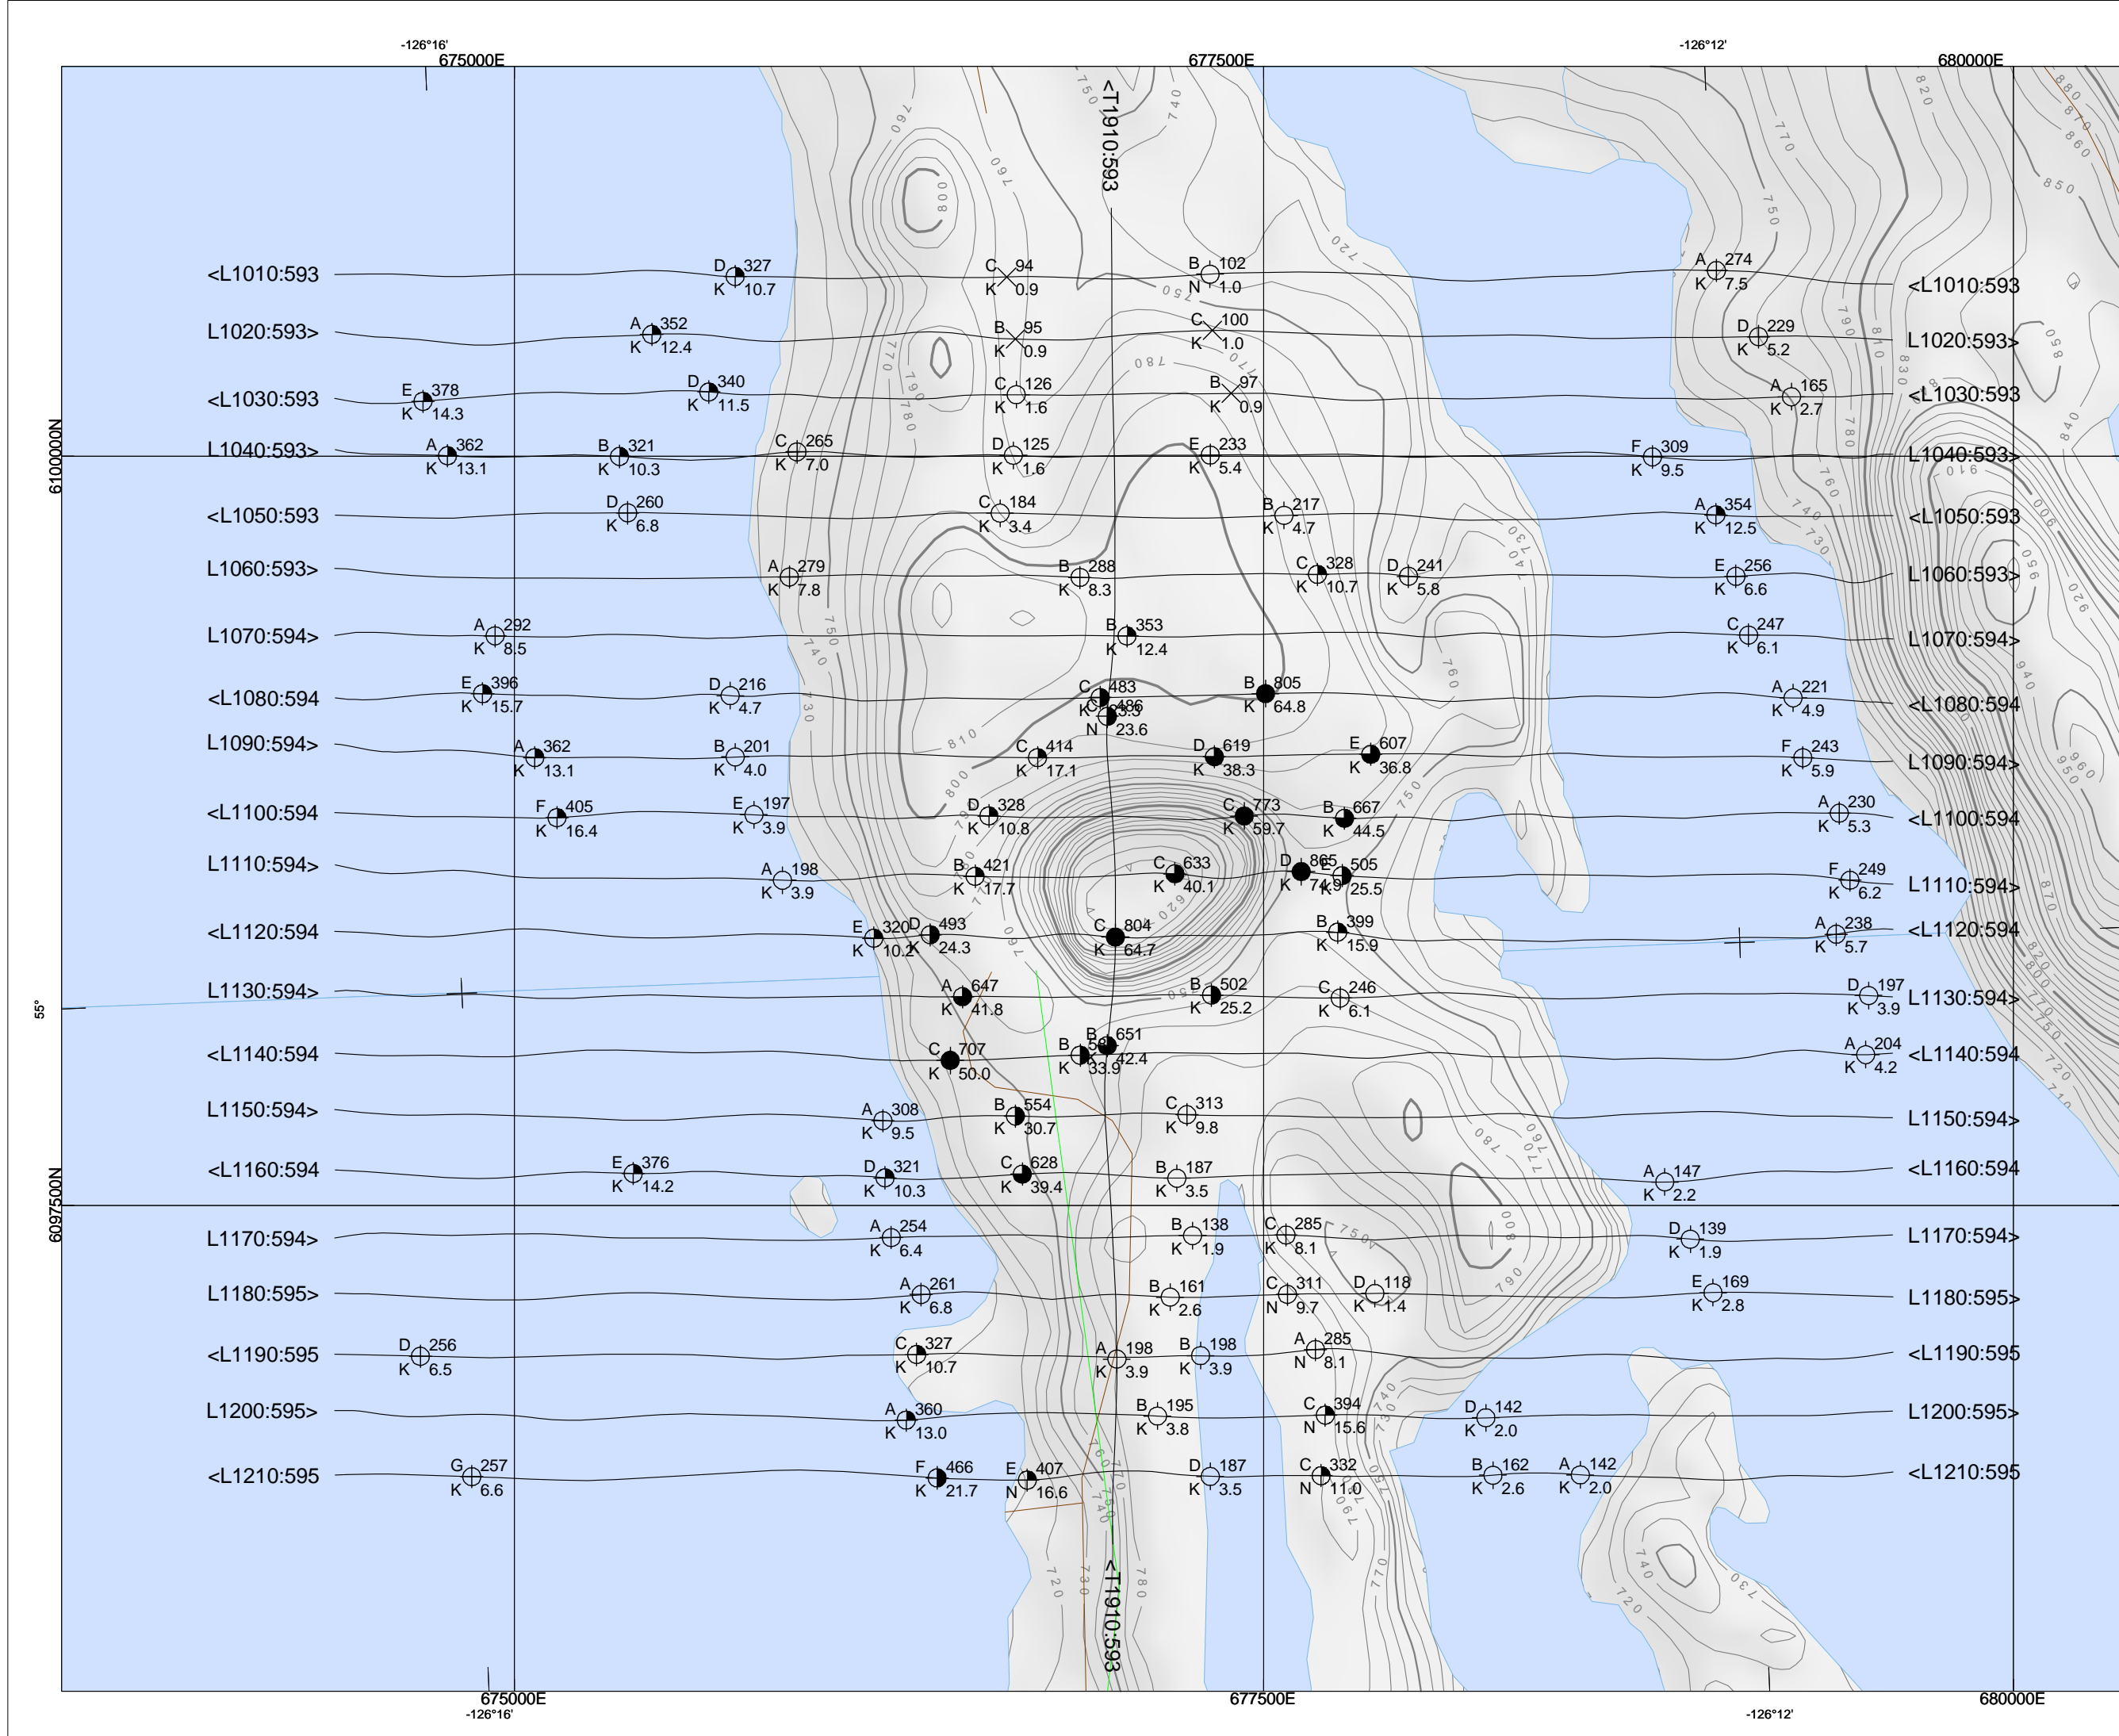 -126°16' -126°12'
675000E 677500E 680000E
<T1910:593
<L1010:593 D 327 K 10.7 C 94 K 0.9 B 102 N 1.0 A 274 K 7.5 <L1010:593
L1020:593> A 352 K 12.4 B 95 K 0.9 C 100 K 1.0 D 229 K 5.2 L1020:593>
<L1030:593 E 378 K 14.3 D 340 K 11.5 C 126 K 1.6 B 97 K 0.9 A 165 K 2.7 <L1030:593
6100000N
L1040:593> A 362 K 13.1 B 321 K 10.3 C 265 K 7.0 D 125 K 1.6 E 233 K 5.4 F 309 K 9.5 L1040:593>
<L1050:593 D 260 K 6.8 C 184 K 3.4 B 217 K 4.7 A 354 K 12.5 <L1050:593
L1060:593> A 279 K 7.8 B 288 K 8.3 C 328 K 10.7 D 241 K 5.8 E 256 K 6.6 L1060:593>
L1070:594> A 292 K 8.5 B 353 K 12.4 C 247 K 6.1 L1070:594>
<L1080:594 E 396 K 15.7 D 216 K 4.7 C 483 K 23.3 B 805 K 64.8 A 221 K 4.9 <L1080:594
486 N 23.6
L1090:594> A 362 K 13.1 B 201 K 4.0 C 414 K 17.1 D 619 K 38.3 E 607 K 36.8 F 243 K 5.9 L1090:594>
<L1100:594 F 405 K 16.4 E 197 K 3.9 D 328 K 10.8 C 773 K 59.7 B 667 K 44.5 A 230 K 5.3 <L1100:594
L1110:594> A 198 K 3.9 B 421 K 17.7 C 633 K 40.1 D 865 K 74.9 E 505 K 25.5 F 249 K 6.2 L1110:594>
<L1120:594 E 320 K 10.2 D 493 K 24.3 C 804 K 64.7 B 399 K 15.9 A 238 K 5.7 <L1120:594
55°
L1130:594> A 647 K 41.8 B 502 K 25.2 C 246 K 6.1 D 197 K 3.9 L1130:594>
<L1140:594 C 707 K 50.0 B K 33.9 B 651 K 42.4 A 204 K 4.2 <L1140:594
L1150:594> A 308 K 9.5 B 554 K 30.7 C 313 K 9.8 L1150:594>
<L1160:594 E 376 K 14.2 D 321 K 10.3 C 628 K 39.4 B 187 K 3.5 A 147 K 2.2 <L1160:594
6097500N
L1170:594> A 254 K 6.4 B 138 K 1.9 C 285 K 8.1 D 139 K 1.9 L1170:594>
L1180:595> A 261 K 6.8 B 161 K 2.6 C 311 N 9.7 D 118 K 1.4 E 169 K 2.8 L1180:595>
<L1190:595 D 256 K 6.5 C 327 K 10.7 A 198 K 3.9 B 198 K 3.9 A 285 N 8.1 <L1190:595
L1200:595> A 360 K 13.0 B 195 K 3.8 C 394 N 15.6 D 142 K 2.0 L1200:595>
<L1210:595 G 257 K 6.6 F 466 K 21.7 E 407 N 16.6 D 187 K 3.5 C 332 N 11.0 B 162 K 2.6 A 142 K 2.0 <L1210:595
<T1910:593
675000E 677500E 680000E
-126°16' -126°12'